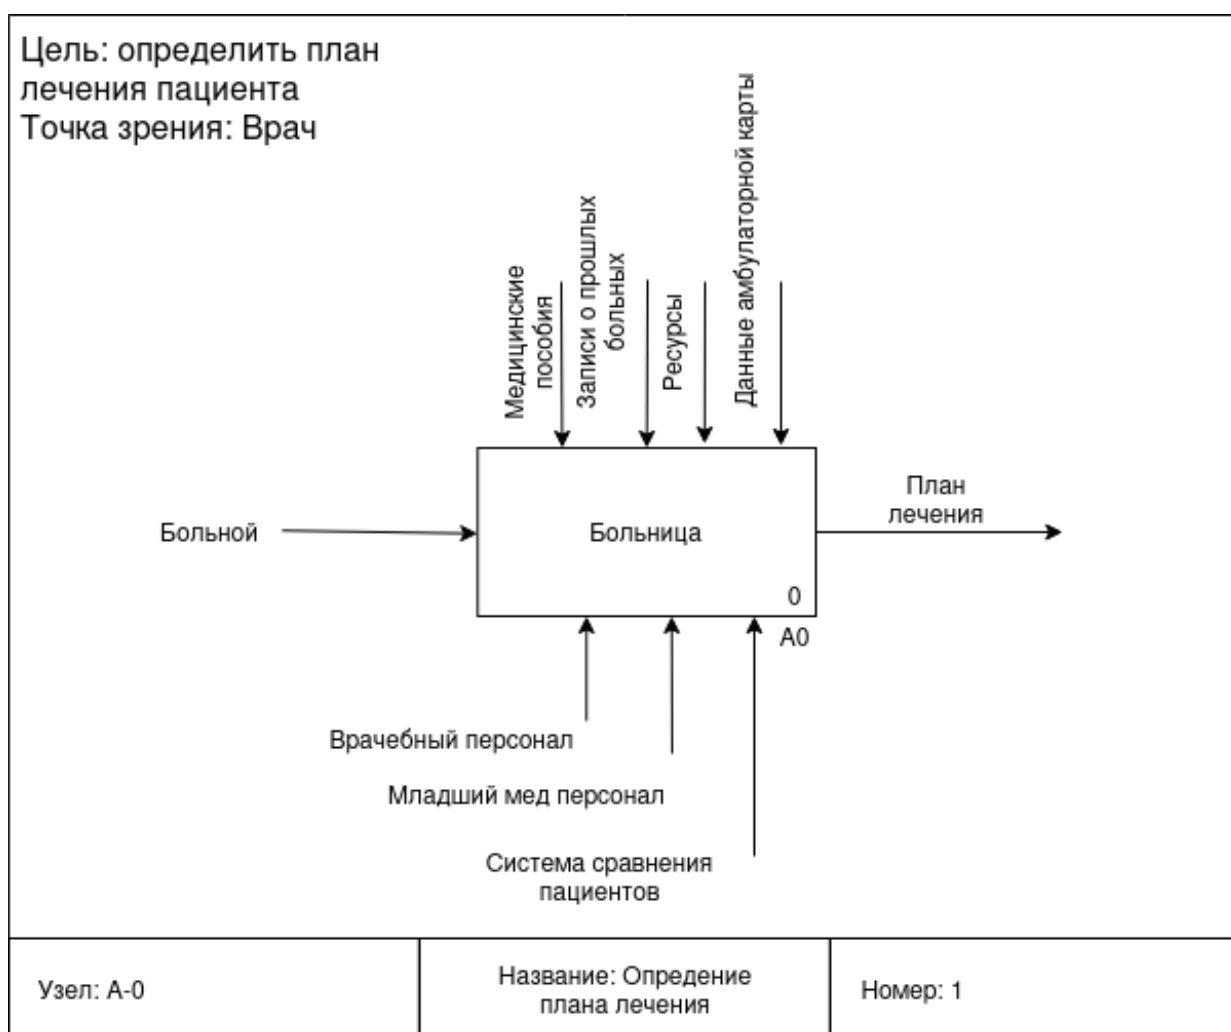 Цель: определить план
лечения пациента
Точка зрения: Врач
Медицинские
пособия
Записи о прошлых
больных
Ресурсы
Данные амбулаторной карты
Больной
Больница
План
лечения
0
A0
Врачебный персонал
Младший мед персонал
Система сравнения
пациентов
Узел: А-0
Название: Опредение
плана лечения
Номер: 1